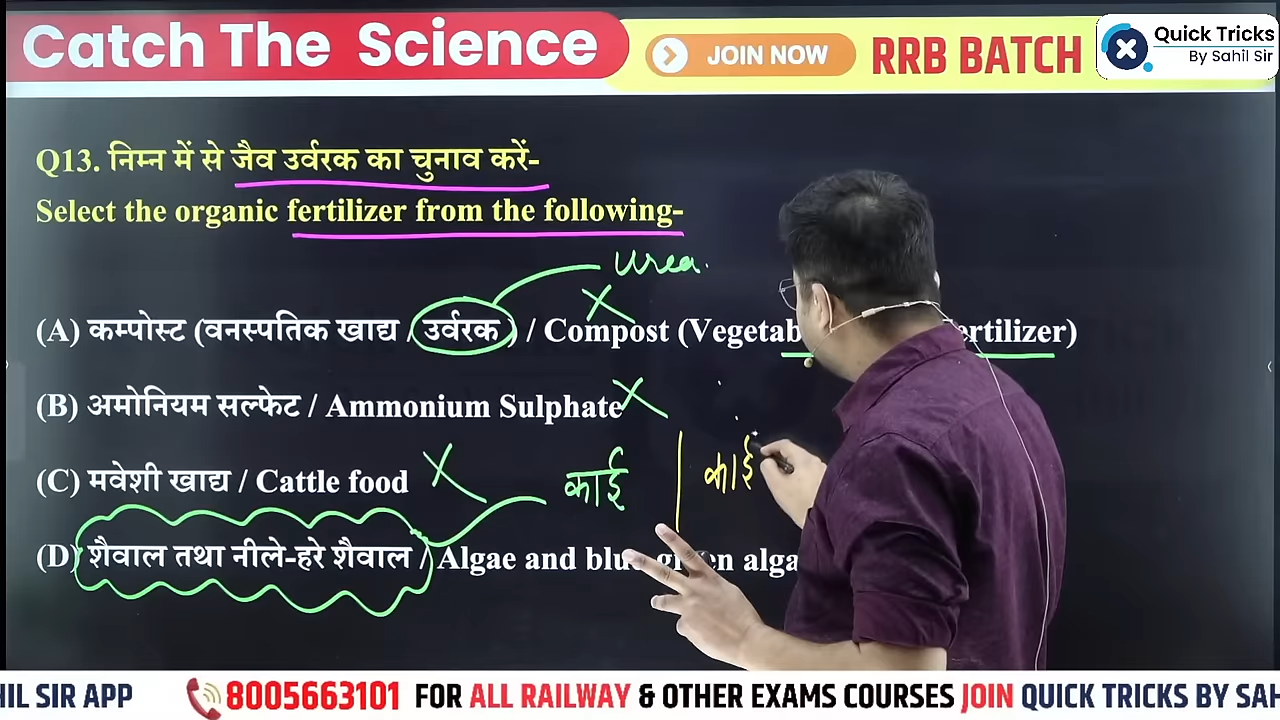 Catch The Science
JOIN NOW
RRB BATCH
Quick Tricks
By Sahil Sir
Q13. निम्न में से जैव उर्वरक का चुनाव करें-
Select the organic fertilizer from the following-
Urea.
(A) कम्पोस्ट (वनस्पतिक खाद्य / उर्वरक ) / Compost (Vegetab ertilizer)
(B) अमोनियम सल्फेट / Ammonium Sulphate
(C) मवेशी खाद्य / Cattle food
काई | काई
(D) शैवाल तथा नीले-हरे शैवाल / Algae and blue en alga
HIL SIR APP 8005663101 FOR ALL RAILWAY & OTHER EXAMS COURSES JOIN QUICK TRICKS BY SAH